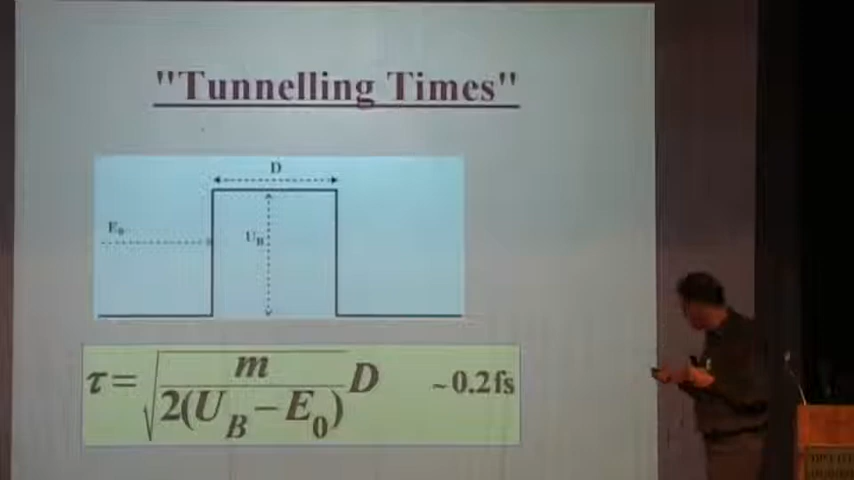 "Tunnelling Times"
D
E₀
U_B
τ = √(m / 2(U_B − E₀)) D ~0.2fs